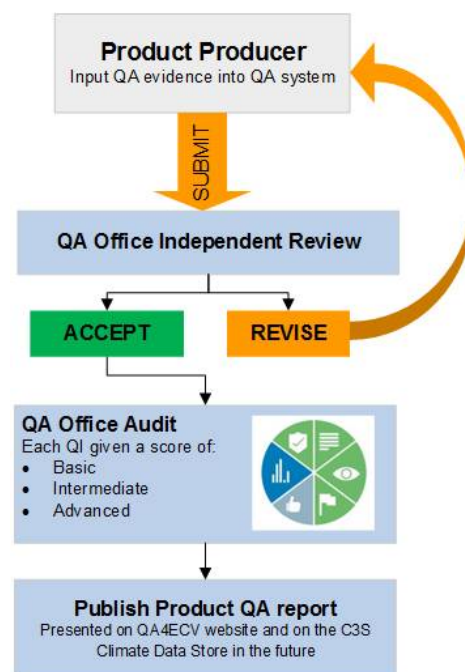 Product Producer
Input QA evidence into QA system
SUBMIT
QA Office Independent Review
ACCEPT
REVISE
QA Office Audit
Each QI given a score of:
• Basic
• Intermediate
• Advanced
Publish Product QA report
Presented on QA4ECV website and on the C3S
Climate Data Store in the future